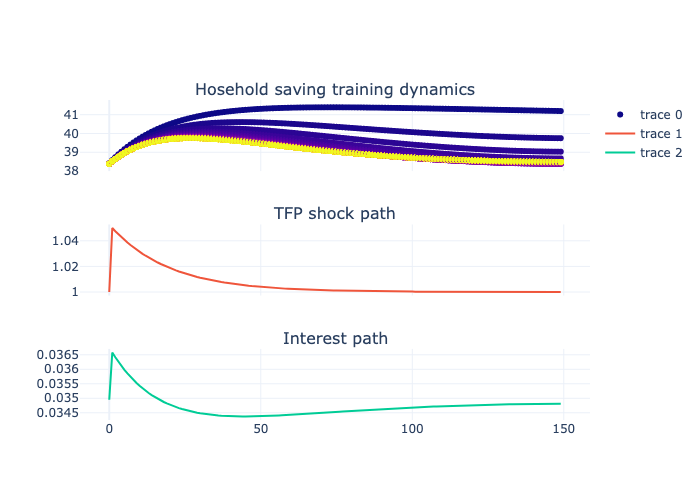 Hosehold saving training dynamics
41
40
39
38
trace 0
trace 1
trace 2
TFP shock path
1.04
1.02
1
Interest path
0.0365
0.036
0.0355
0.035
0.0345
0 50 100 150